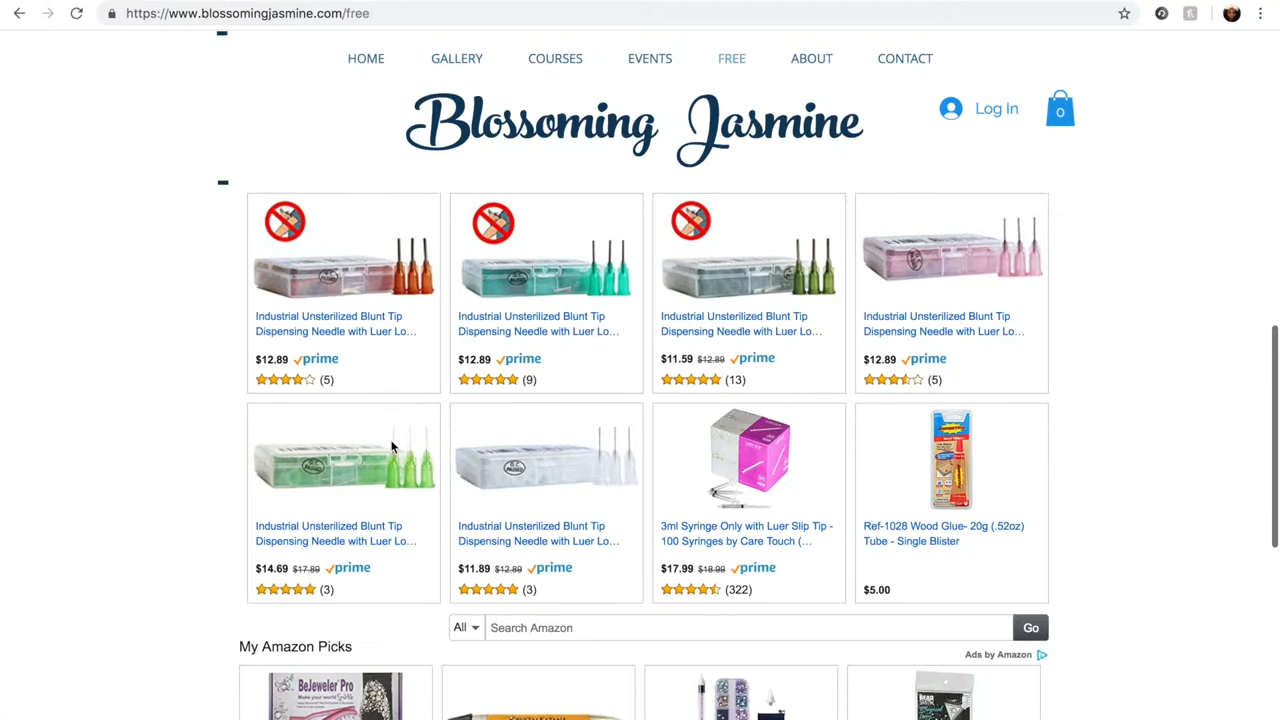 https://www.blossomingjasmine.com/free
HOME GALLERY COURSES EVENTS FREE ABOUT CONTACT
Blossoming Jasmine
Log In
0
Industrial Unsterilized Blunt Tip
Dispensing Needle with Luer Lo…
$12.89 prime
(5)
Industrial Unsterilized Blunt Tip
Dispensing Needle with Luer Lo…
$12.89 prime
(9)
Industrial Unsterilized Blunt Tip
Dispensing Needle with Luer Lo…
$11.59 $12.89 prime
(13)
Industrial Unsterilized Blunt Tip
Dispensing Needle with Luer Lo…
$12.89 prime
(5)
Industrial Unsterilized Blunt Tip
Dispensing Needle with Luer Lo…
$14.69 $17.89 prime
(3)
Industrial Unsterilized Blunt Tip
Dispensing Needle with Luer Lo…
$11.89 $12.89 prime
(3)
3ml Syringe Only with Luer Slip Tip -
100 Syringes by Care Touch (…
$17.99 $18.99 prime
(322)
Ref-1028 Wood Glue- 20g (.52oz)
Tube - Single Blister
$5.00
All Search Amazon Go
My Amazon Picks
Ads by Amazon
BeJeweler Pro